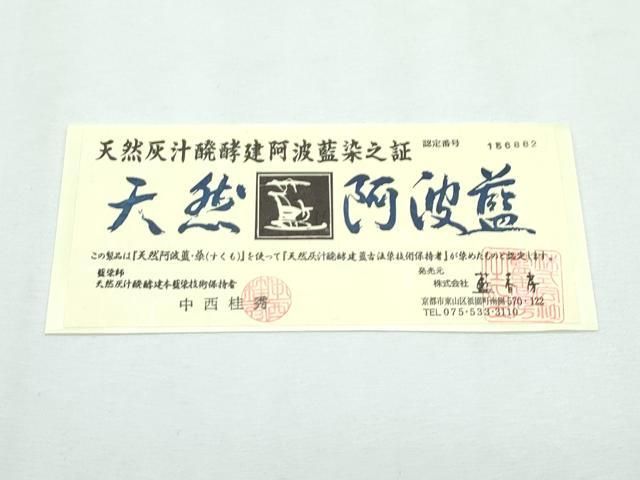 天然灰汁醗酵建阿波藍染之証
認定番号 156862
天然 阿波藍
この製品は『天然阿波藍・蒅(すくも)』を使って『天然灰汁醗酵建藍古法染技術保持者』が染めたものと認定します。
藍染師
天然灰汁醗酵建本藍染技術保持者
中西桂秀
発売元
株式会社 藍春房
京都市東山区祇園町南側570-122
TEL 075-533-3110